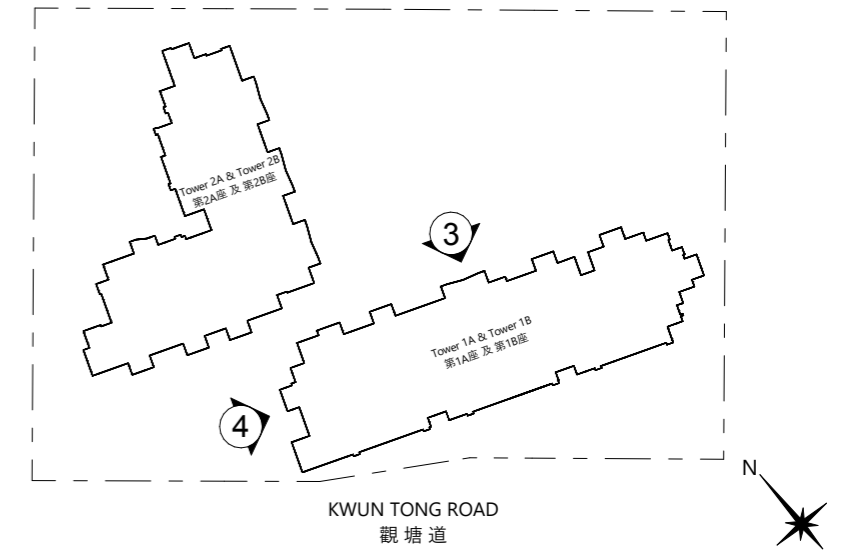 Tower 2A & Tower 2B
第2A座 及 第2B座
3
Tower 1A & Tower 1B
第1A座 及 第1B座
4
N
KWUN TONG ROAD
觀 塘 道